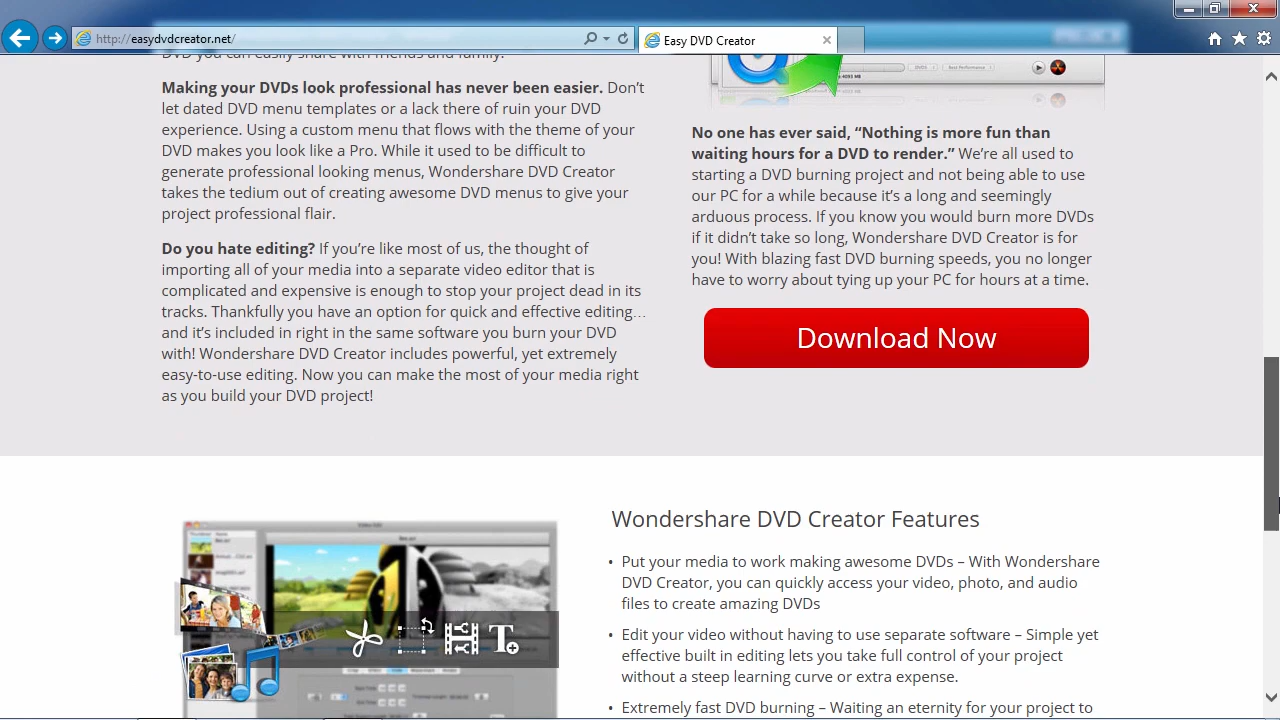 http://easydvdcreator.net/
Easy DVD Creator
DVD you can easily share with friends and family.
Making your DVDs look professional has never been easier. Don’t
let dated DVD menu templates or a lack there of ruin your DVD
experience. Using a custom menu that flows with the theme of your
DVD makes you look like a Pro. While it used to be difficult to
generate professional looking menus, Wondershare DVD Creator
takes the tedium out of creating awesome DVD menus to give your
project professional flair.
Do you hate editing? If you’re like most of us, the thought of
importing all of your media into a separate video editor that is
complicated and expensive is enough to stop your project dead in its
tracks. Thankfully you have an option for quick and effective editing…
and it’s included in right in the same software you burn your DVD
with! Wondershare DVD Creator includes powerful, yet extremely
easy-to-use editing. Now you can make the most of your media right
as you build your DVD project!
No one has ever said, “Nothing is more fun than
waiting hours for a DVD to render.” We’re all used to
starting a DVD burning project and not being able to use
our PC for a while because it’s a long and seemingly
arduous process. If you know you would burn more DVDs
if it didn’t take so long, Wondershare DVD Creator is for
you! With blazing fast DVD burning speeds, you no longer
have to worry about tying up your PC for hours at a time.
Download Now
Wondershare DVD Creator Features
• Put your media to work making awesome DVDs – With Wondershare
DVD Creator, you can quickly access your video, photo, and audio
files to create amazing DVDs
• Edit your video without having to use separate software – Simple yet
effective built in editing lets you take full control of your project
without a steep learning curve or extra expense.
• Extremely fast DVD burning – Waiting an eternity for your project to